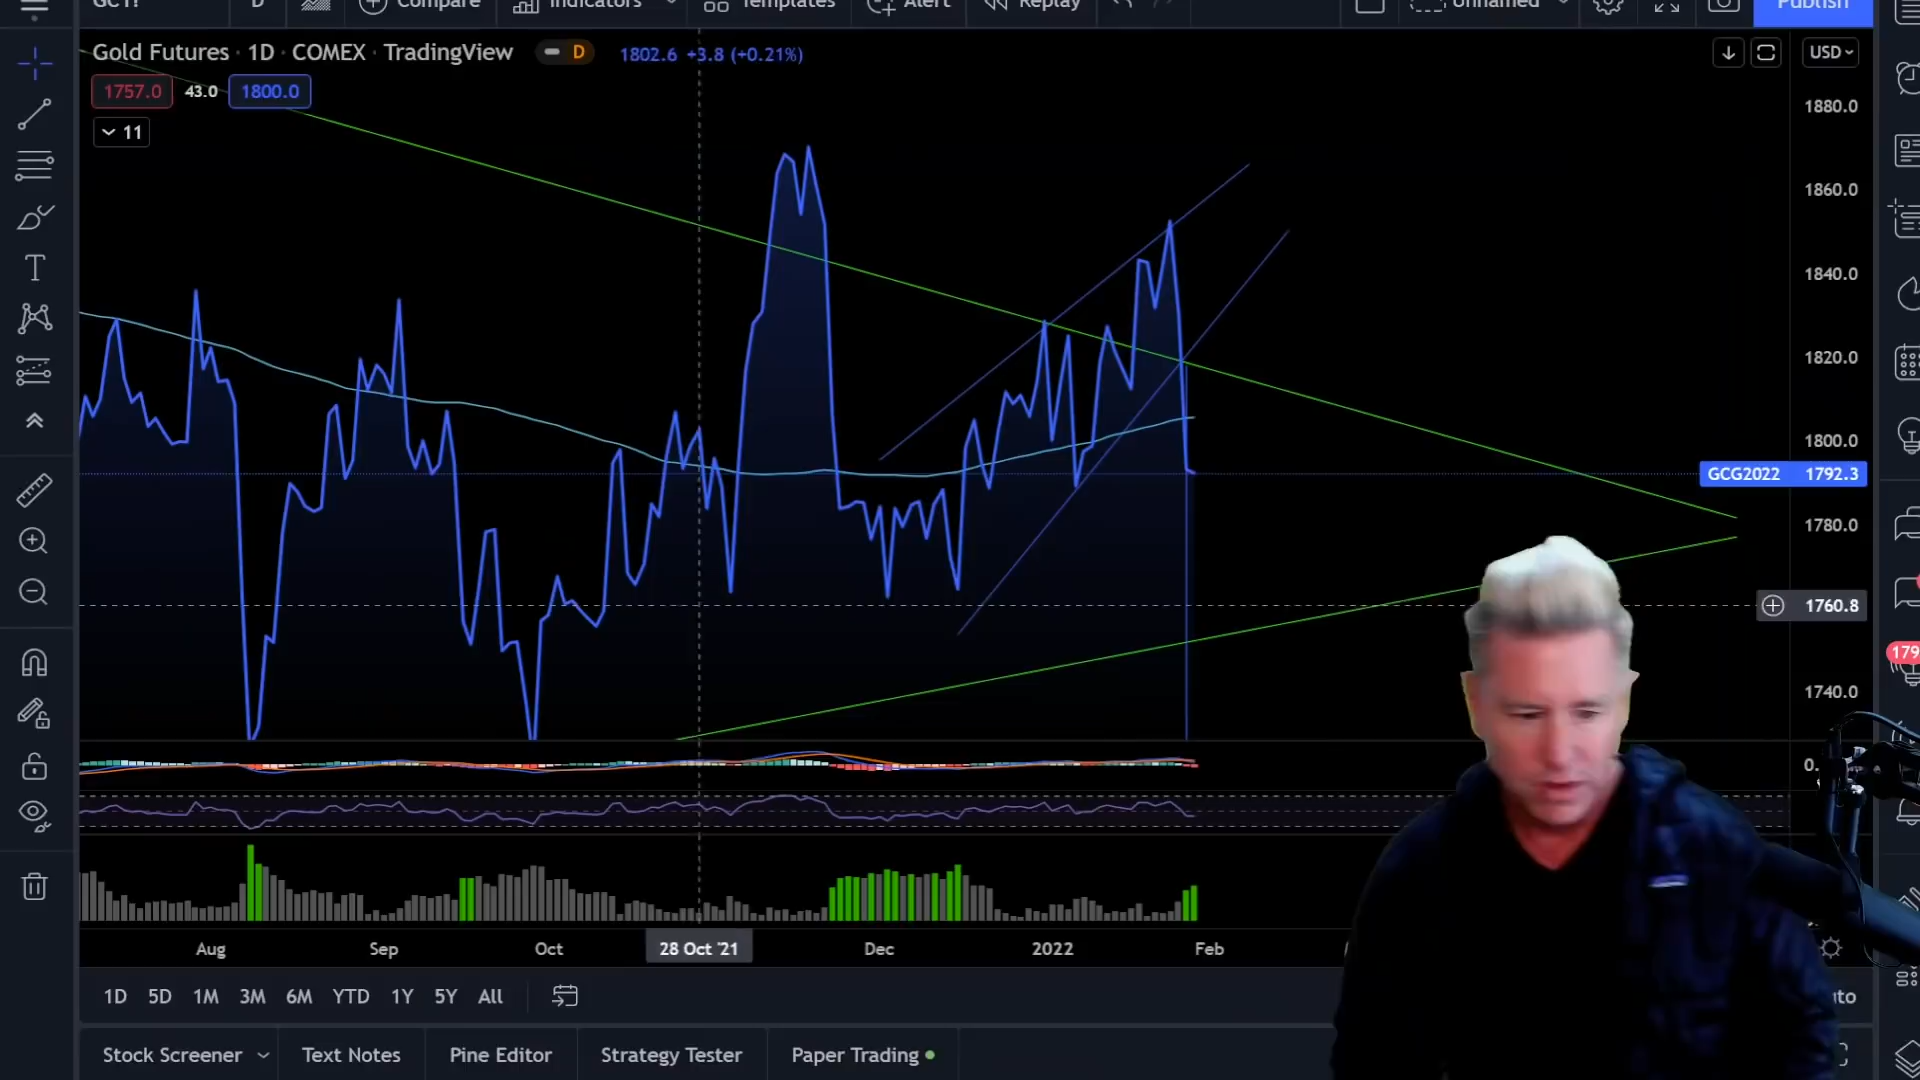 GC1! D Compare Indicators Templates Alert Replay Unnamed Publish
Gold Futures · 1D · COMEX · TradingView D 1802.6 +3.8 (+0.21%)
USD
1757.0 43.0 1800.0
11
1880.0
1860.0
1840.0
1820.0
1800.0
GCG2022 1792.3
1780.0
1760.8
179
1740.0
0.
Aug Sep Oct 28 Oct '21 Dec 2022 Feb
1D 5D 1M 3M 6M YTD 1Y 5Y All
Stock Screener Text Notes Pine Editor Strategy Tester Paper Trading